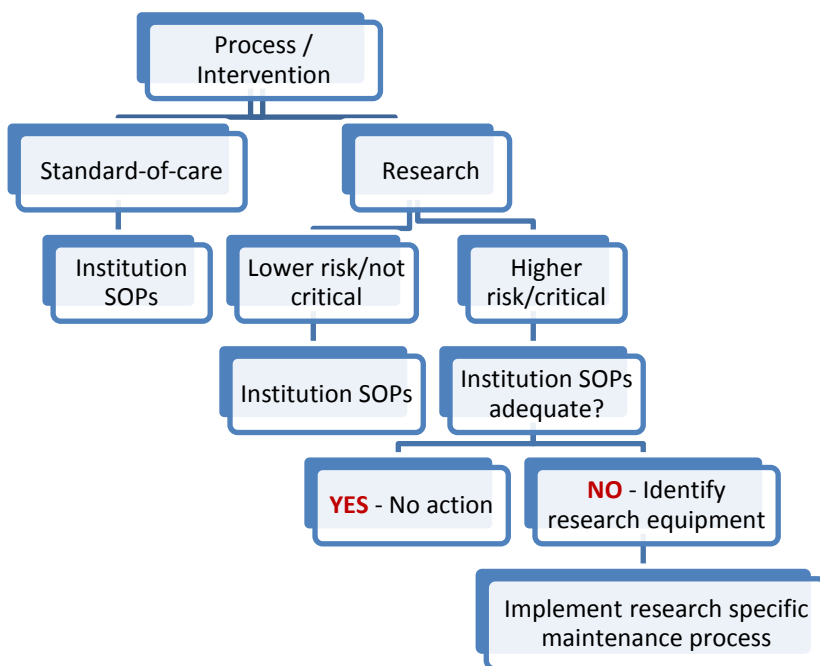 Process /
Intervention
Standard-of-care
Research
Institution
SOPs
Lower risk/not
critical
Higher
risk/critical
Institution SOPs
Institution SOPs
adequate?
YES - No action
NO - Identify
research equipment
Implement research specific
maintenance process